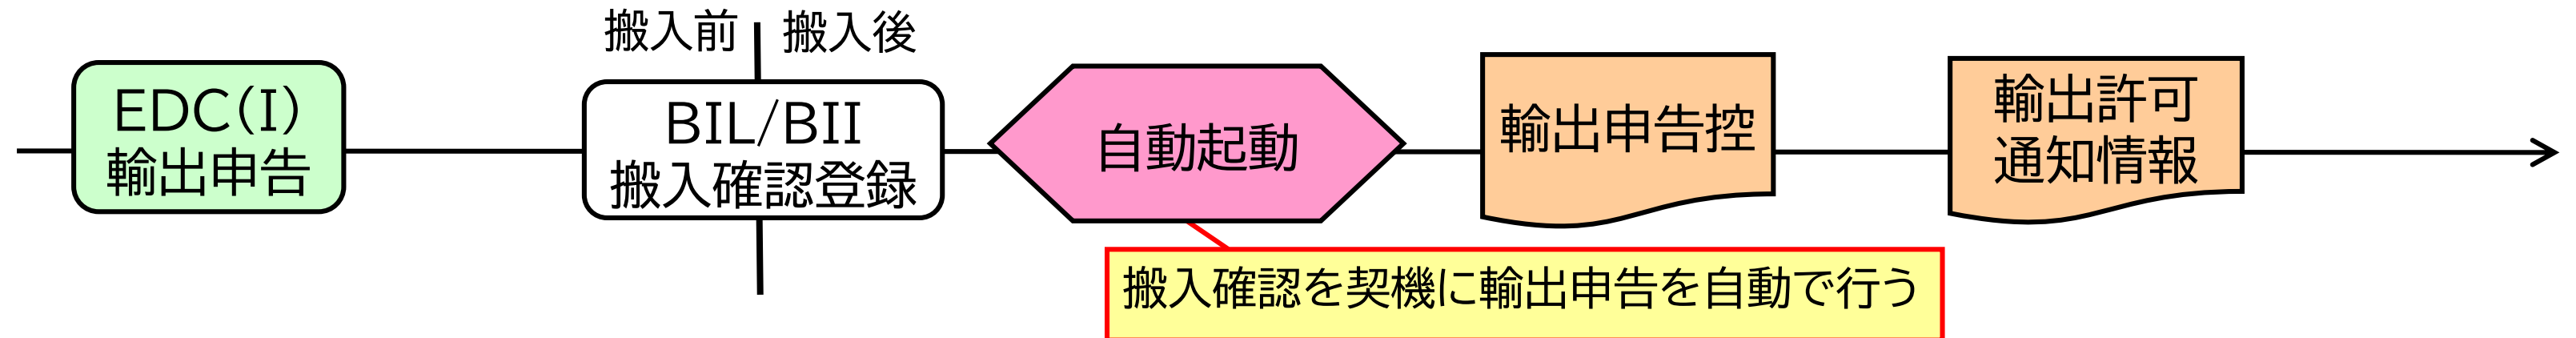 搬入前
搬入後
EDC(I)
輸出申告
BIL/BII
搬入確認登録
自動起動
輸出申告控
輸出許可
通知情報
搬入確認を契機に輸出申告を自動で行う